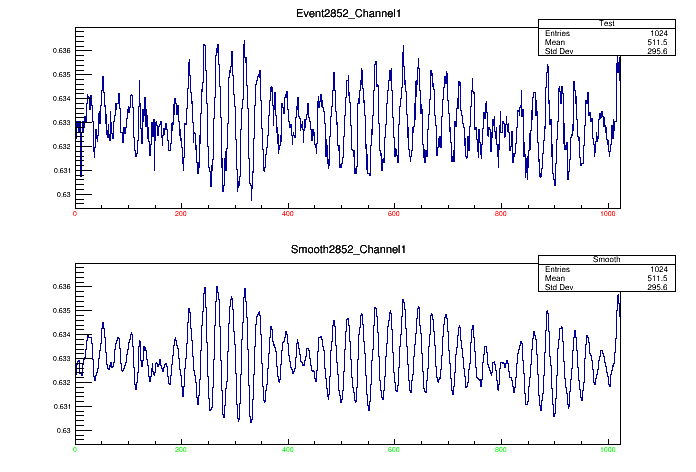 Event2852_Channel1
Test
Entries 1024
Mean 511.5
Std Dev 295.6
0.636
0.635
0.634
0.633
0.632
0.631
0.63
0 200 400 600 800 1000
Smooth2852_Channel1
Smooth
Entries 1024
Mean 511.5
Std Dev 295.6
0.636
0.635
0.634
0.633
0.632
0.631
0.63
0 200 400 600 800 1000